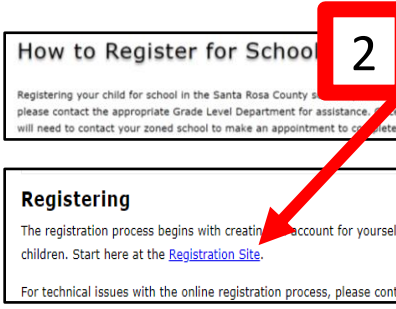 How to Register for School
2
Registering your child for school in the Santa Rosa County
please contact the appropriate Grade Level Department for assistance.
will need to contact your zoned school to make an appointment to complete
Registering
The registration process begins with creating account for yoursel
children. Start here at the Registration Site.
For technical issues with the online registration process, please cont